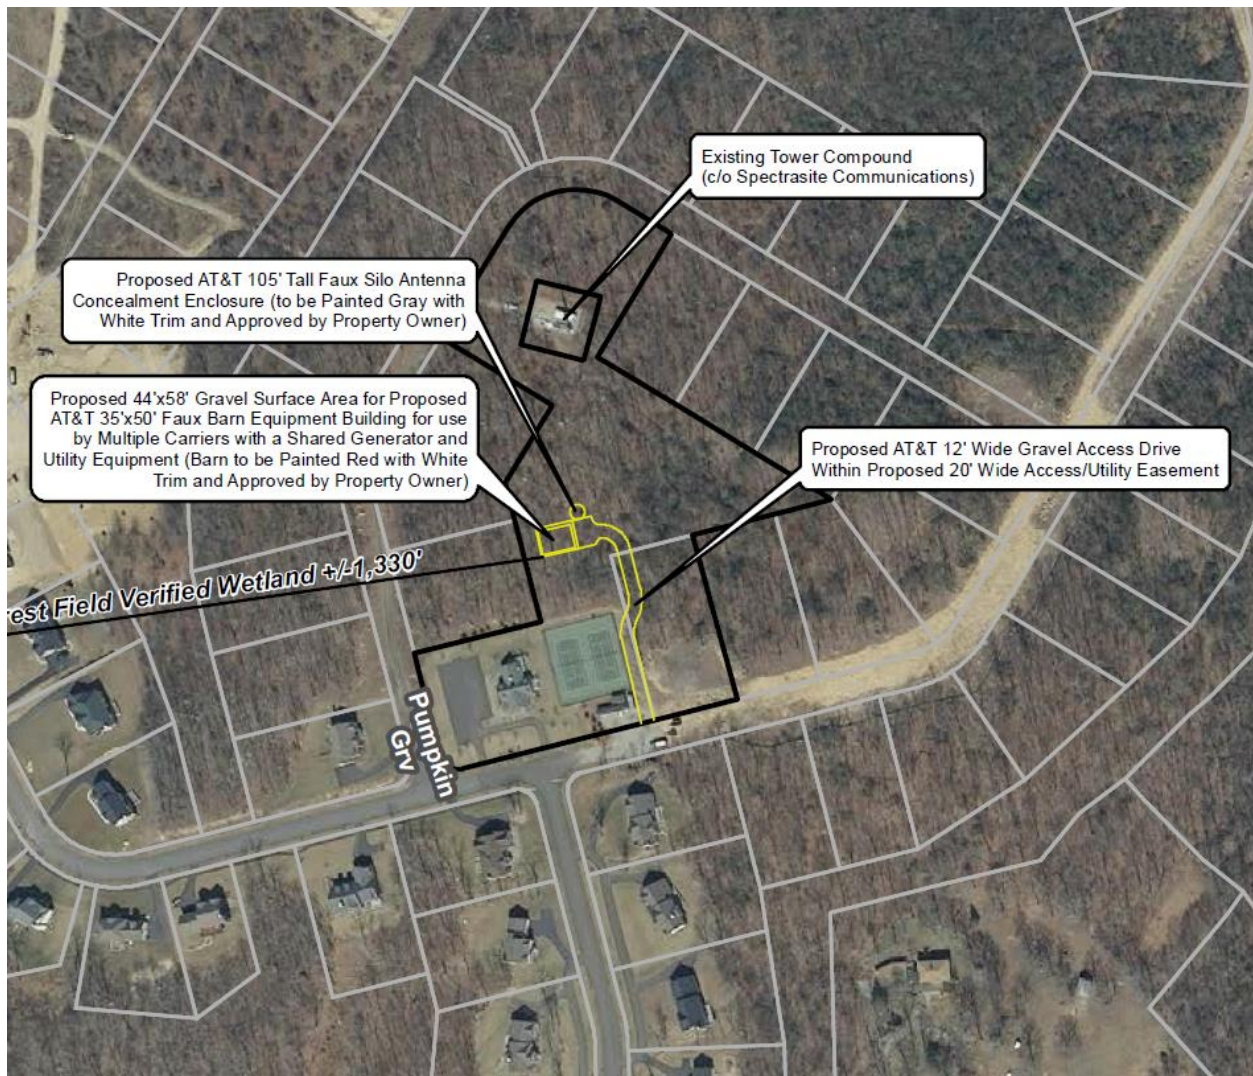 Existing Tower Compound
(c/o Spectrasite Communications)
Proposed AT&T 105' Tall Faux Silo Antenna
Concealment Enclosure (to be Painted Gray with
White Trim and Approved by Property Owner)
Proposed 44'x58' Gravel Surface Area for Proposed
AT&T 35'x50' Faux Barn Equipment Building for use
by Multiple Carriers with a Shared Generator and
Utility Equipment (Barn to be Painted Red with White
Trim and Approved by Property Owner)
Proposed AT&T 12' Wide Gravel Access Drive
Within Proposed 20' Wide Access/Utility Easement
rest Field Verified Wetland +/-1,330'
Pumpkin
Grv